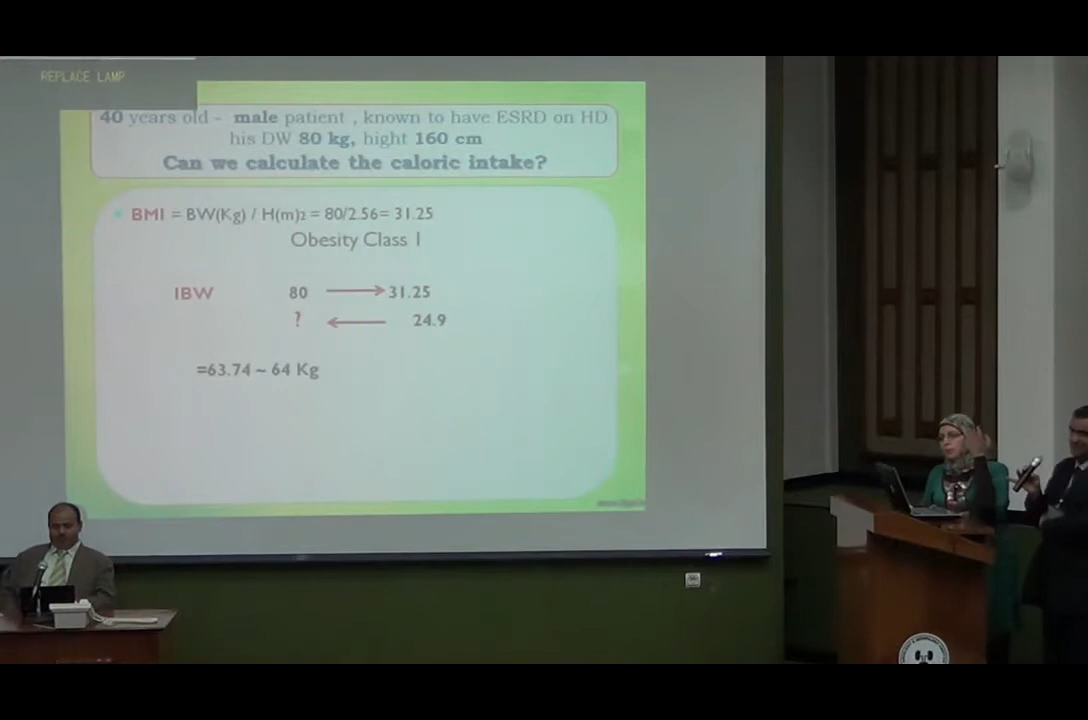 REPLACE LAMP
40 years old - male patient , known to have ESRD on HD
his DW 80 kg, hight 160 cm
Can we calculate the caloric intake?
BMI = BW(Kg) / H(m)2 = 80/2.56= 31.25
Obesity Class 1
IBW 80 31.25
? 24.9
=63.74 ~ 64 Kg